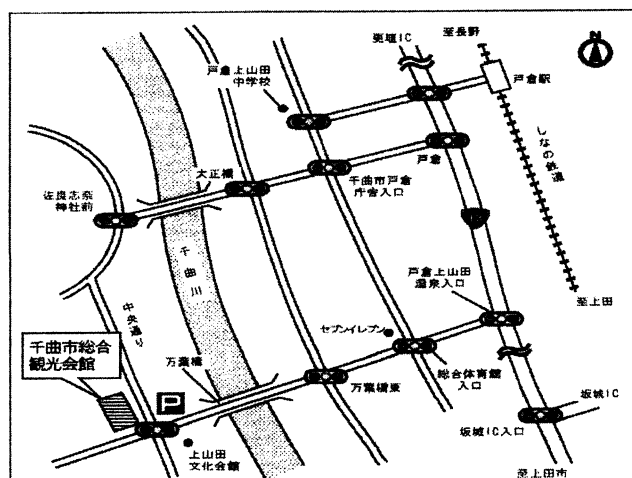 更埴IC
至長野
戸倉上山田
中学校
戸倉駅
しなの鉄道
大正橋
戸倉
千曲市戸倉
庁舎入口
佐良志奈
神社前
千曲川
戸倉上山田
温泉入口
至上田
中央通り
セブンイレブン
千曲市総合
観光会館
万葉橋
総合体育館
入口
万葉橋東
P
坂城IC
坂城IC入口
上山田
文化会館
至上田市